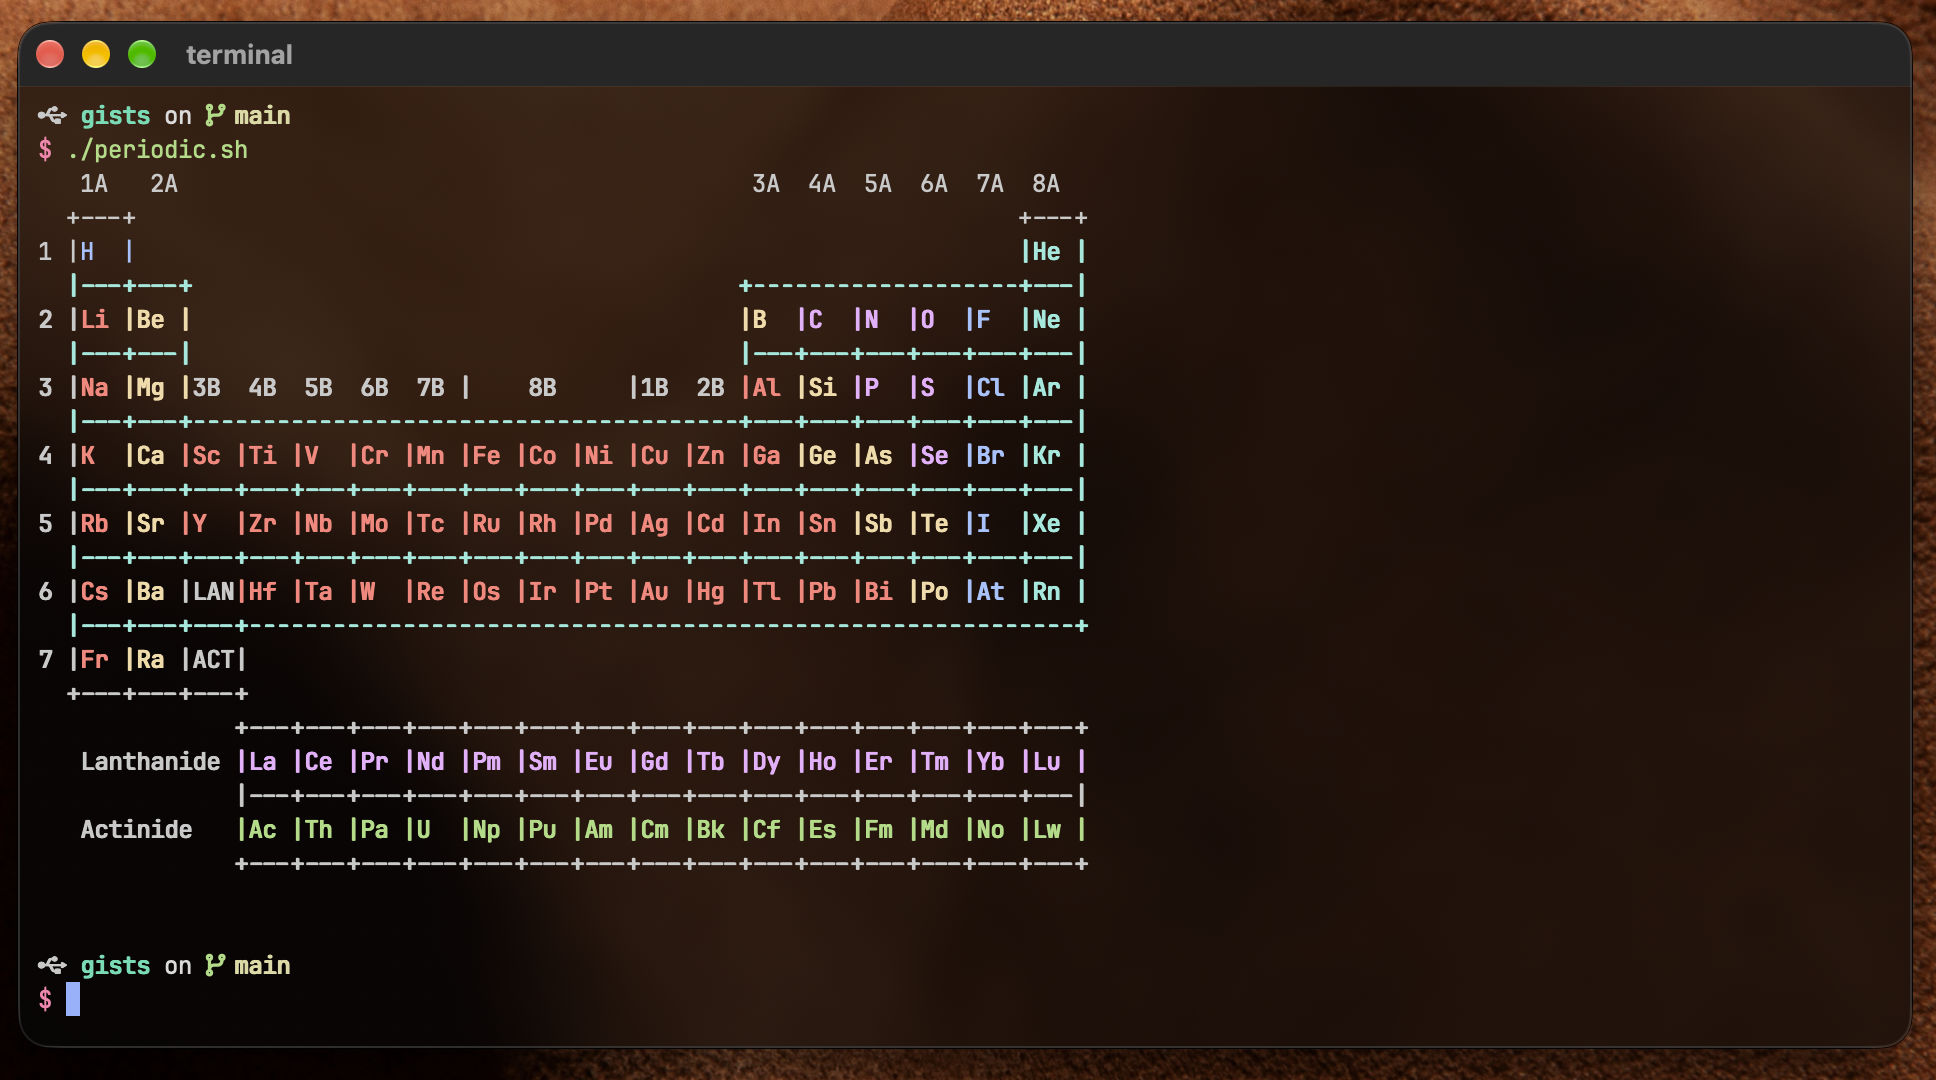 terminal
gists on main
$ ./periodic.sh
   1A   2A                                         3A  4A  5A  6A  7A  8A
  +---+                                                               +---+
1 |H  |                                                               |He |
  |---+---+                                       +-------------------+---|
2 |Li |Be |                                       |B  |C  |N  |O  |F  |Ne |
  |---+---|                                       |---+---+---+---+---+---|
3 |Na |Mg |3B  4B  5B  6B  7B |    8B     |1B  2B |Al |Si |P  |S  |Cl |Ar |
  |---+---+---------------------------------------+---+---+---+---+---+---|
4 |K  |Ca |Sc |Ti |V  |Cr |Mn |Fe |Co |Ni |Cu |Zn |Ga |Ge |As |Se |Br |Kr |
  |---+---+---+---+---+---+---+---+---+---+---+---+---+---+---+---+---+---|
5 |Rb |Sr |Y  |Zr |Nb |Mo |Tc |Ru |Rh |Pd |Ag |Cd |In |Sn |Sb |Te |I  |Xe |
  |---+---+---+---+---+---+---+---+---+---+---+---+---+---+---+---+---+---|
6 |Cs |Ba |LAN|Hf |Ta |W  |Re |Os |Ir |Pt |Au |Hg |Tl |Pb |Bi |Po |At |Rn |
  |---+---+---+-----------------------------------------------------------+
7 |Fr |Ra |ACT|
  +---+---+---+
              +---+---+---+---+---+---+---+---+---+---+---+---+---+---+---+
   Lanthanide |La |Ce |Pr |Nd |Pm |Sm |Eu |Gd |Tb |Dy |Ho |Er |Tm |Yb |Lu |
              |---+---+---+---+---+---+---+---+---+---+---+---+---+---+---|
   Actinide   |Ac |Th |Pa |U  |Np |Pu |Am |Cm |Bk |Cf |Es |Fm |Md |No |Lw |
              +---+---+---+---+---+---+---+---+---+---+---+---+---+---+---+
gists on main
$